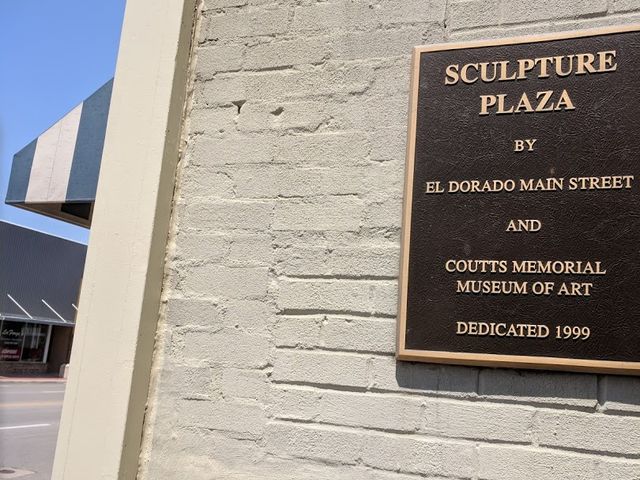 SCULPTURE
PLAZA
BY
EL DORADO MAIN STREET
AND
COUTTS MEMORIAL
MUSEUM OF ART
DEDICATED 1999